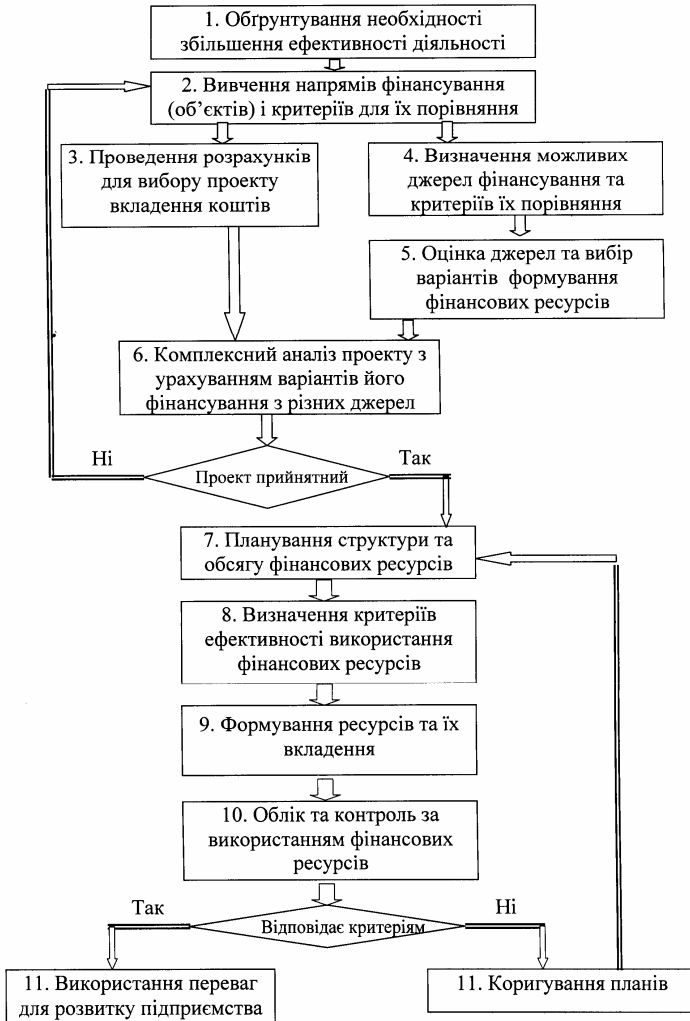 1. Обґрунтування необхідності
збільшення ефективності діяльності
2. Вивчення напрямів фінансування
(об’єктів) і критеріїв для їх порівняння
3. Проведення розрахунків
для вибору проекту
вкладення коштів
4. Визначення можливих
джерел фінансування та
критеріїв їх порівняння
5. Оцінка джерел та вибір
варіантів формування
фінансових ресурсів
6. Комплексний аналіз проекту з
урахуванням варіантів його
фінансування з різних джерел
Ні
Проект прийнятний
Так
7. Планування структури та
обсягу фінансових ресурсів
8. Визначення критеріїв
ефективності використання
фінансових ресурсів
9. Формування ресурсів та їх
вкладення
10. Облік та контроль за
використанням фінансових
ресурсів
Так
Відповідає критеріям
Ні
11. Використання переваг
для розвитку підприємства
11. Коригування планів